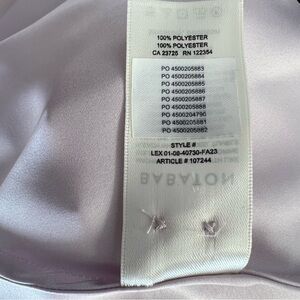 100% POLYESTER
100% POLYESTER
CA 23725 RN 122354
PO 4500205883
PO 4500205884
PO 4500205885
PO 4500205886
PO 4500205887
PO 4500205888
PO 4500204790
PO 4500205881
PO 4500205882
STYLE #
LEX 01-08-40730-FA23
ARTICLE # 107244
BABATON